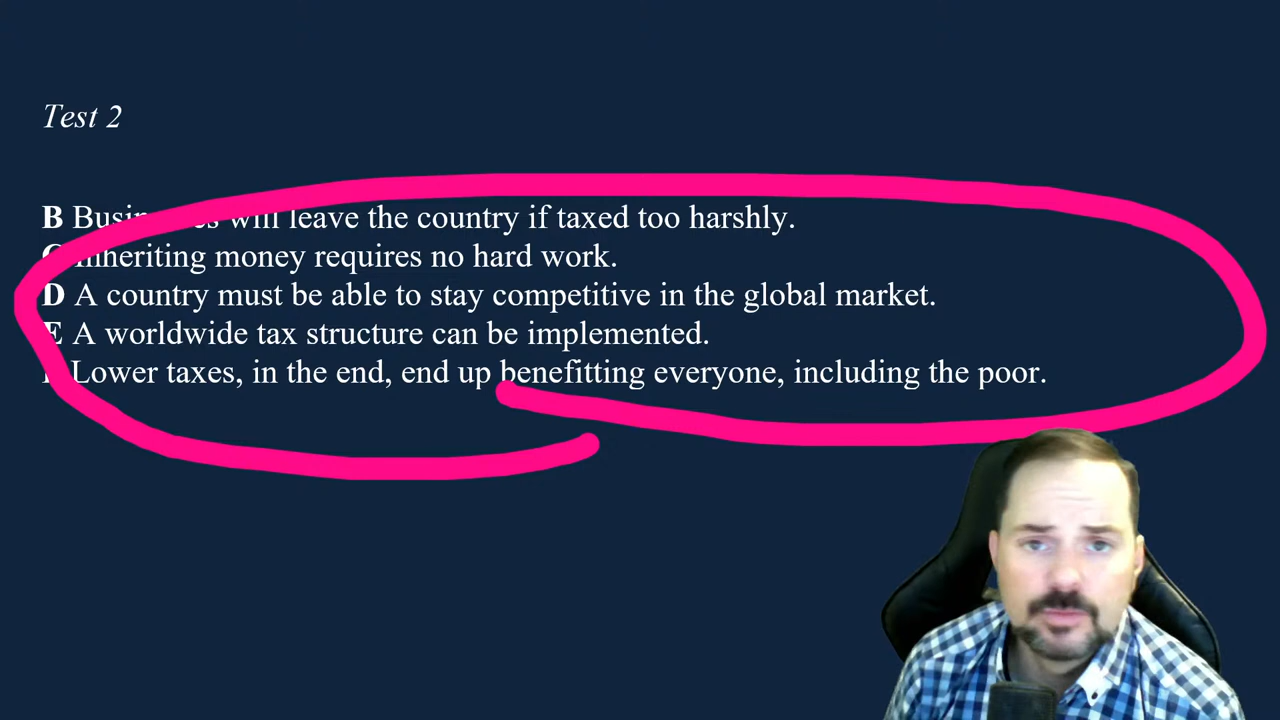 Test 2
B Businesses will leave the country if taxed too harshly.
C Inheriting money requires no hard work.
D A country must be able to stay competitive in the global market.
E A worldwide tax structure can be implemented.
Lower taxes, in the end, end up benefitting everyone, including the poor.